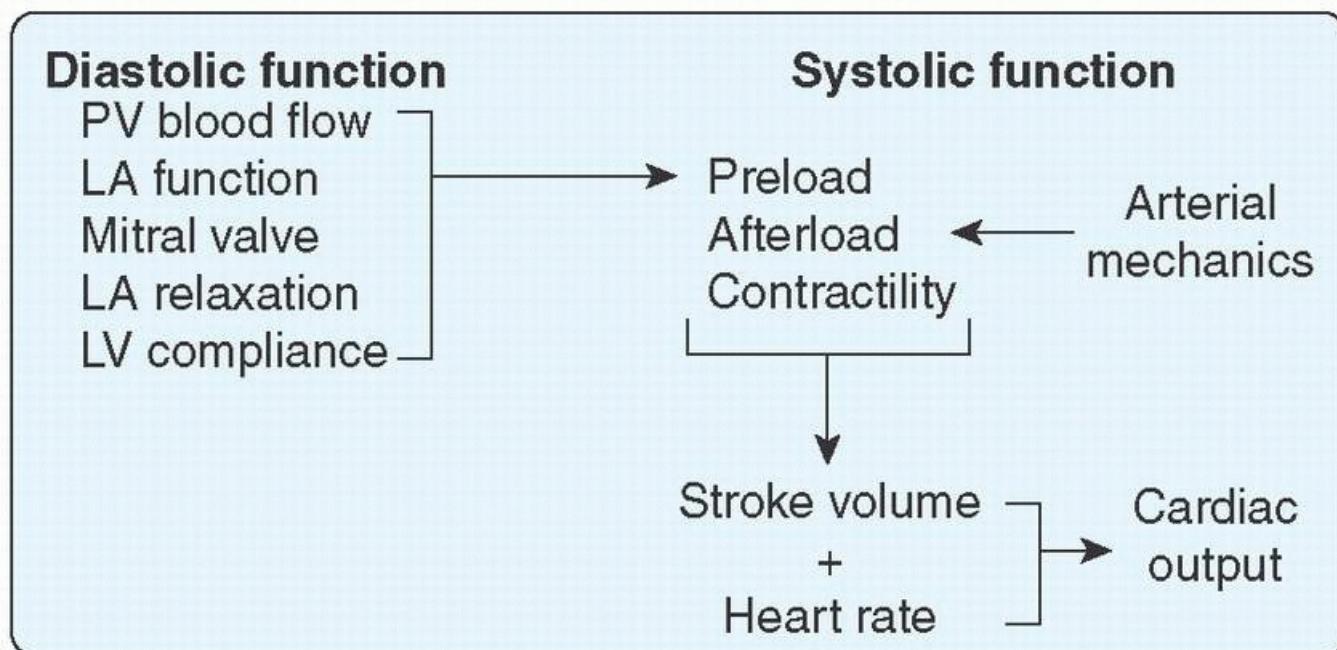 Diastolic function
PV blood flow
LA function
Mitral valve
LA relaxation
LV compliance
Systolic function
Preload
Afterload
Contractility
Arterial
mechanics
Stroke volume
+
Heart rate
Cardiac
output